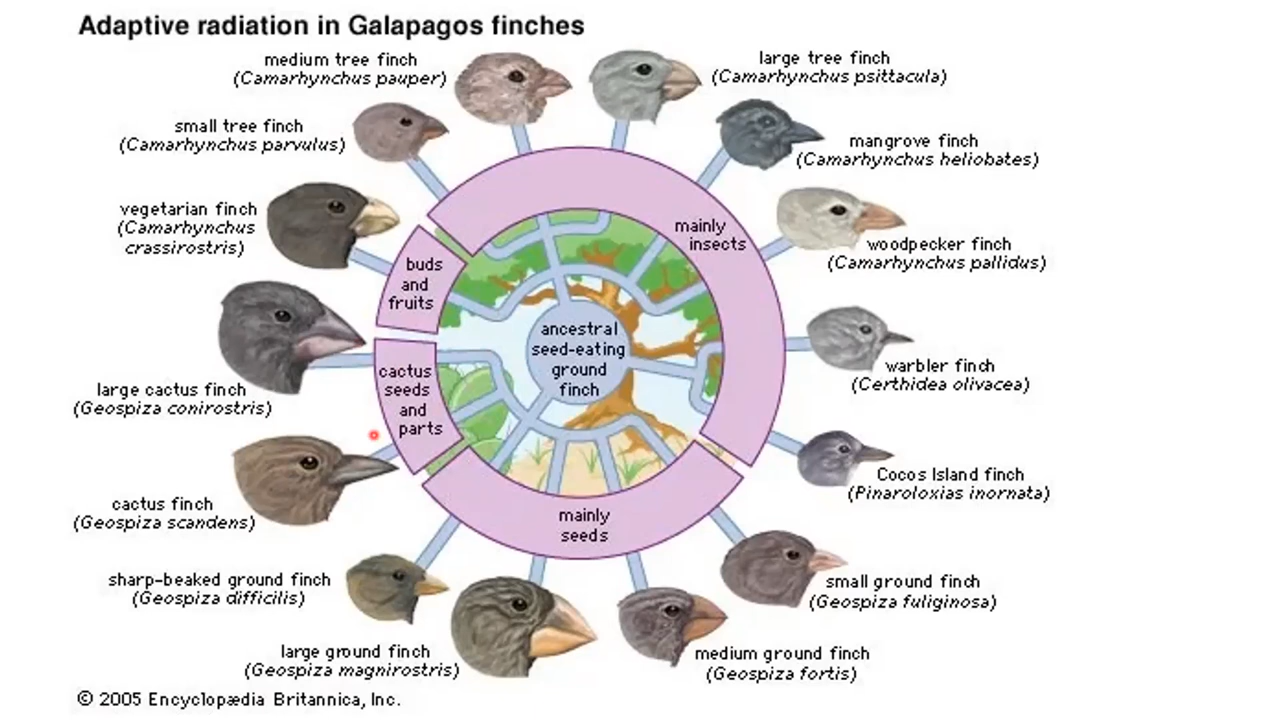 Adaptive radiation in Galapagos finches
medium tree finch
(Camarhynchus pauper)
large tree finch
(Camarhynchus psittacula)
small tree finch
(Camarhynchus parvulus)
mangrove finch
(Camarhynchus heliobates)
vegetarian finch
(Camarhynchus
crassirostris)
mainly
insects
woodpecker finch
(Camarhynchus pallidus)
buds
and
fruits
ancestral
seed-eating
ground
finch
warbler finch
(Certhidea olivacea)
large cactus finch
(Geospiza conirostris)
cactus
seeds
and
parts
Cocos Island finch
(Pinaroloxias inornata)
cactus finch
(Geospiza scandens)
mainly
seeds
sharp-beaked ground finch
(Geospiza difficilis)
small ground finch
(Geospiza fuliginosa)
large ground finch
(Geospiza magnirostris)
medium ground finch
(Geospiza fortis)
© 2005 Encyclopædia Britannica, Inc.